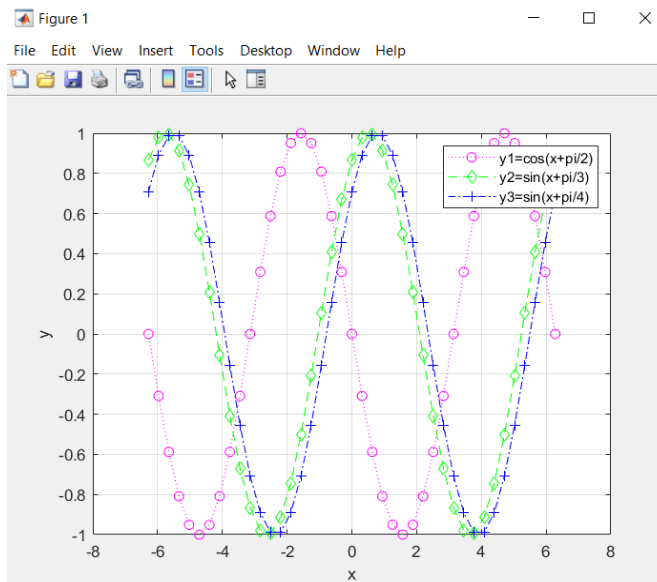 Figure 1
File Edit View Insert Tools Desktop Window Help
1
0.8
0.6
0.4
0.2
0
-0.2
-0.4
-0.6
-0.8
-1
y
y1=cos(x+pi/2)
y2=sin(x+pi/3)
y3=sin(x+pi/4)
-8 -6 -4 -2 0 2 4 6 8
x